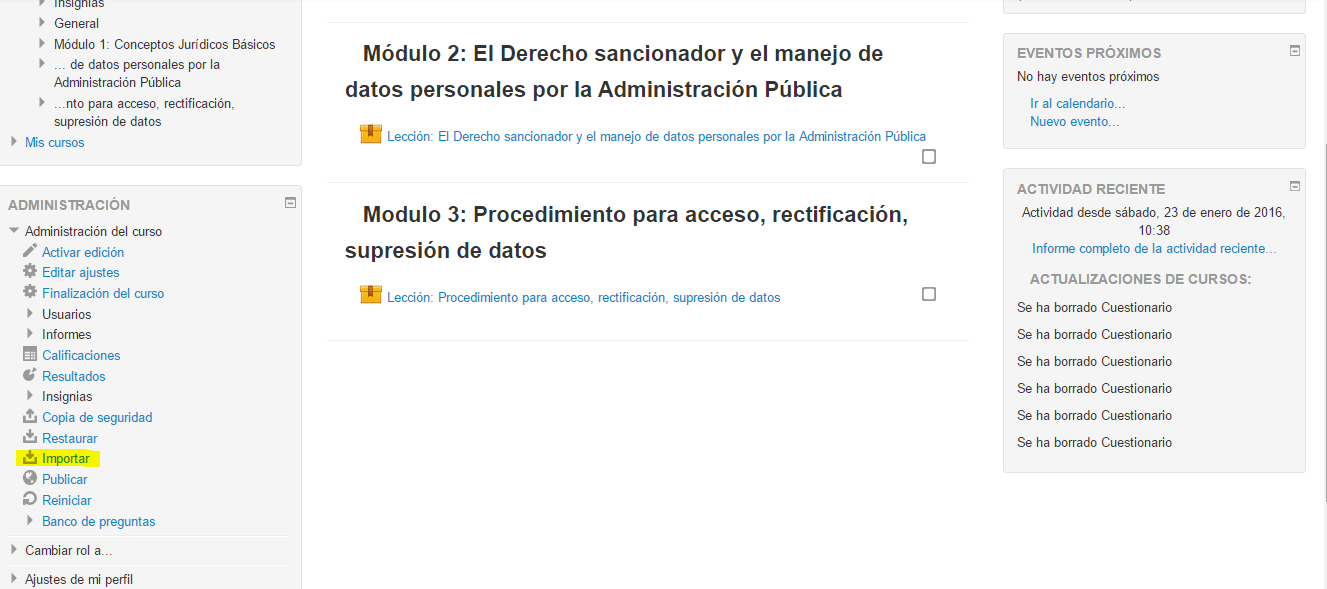 Insignias
General
Módulo 1: Conceptos Jurídicos Básicos
... de datos personales por la
Administración Pública
...nto para acceso, rectificación,
supresión de datos
Mis cursos
ADMINISTRACIÓN
Administración del curso
Activar edición
Editar ajustes
Finalización del curso
Usuarios
Informes
Calificaciones
Resultados
Insignias
Copia de seguridad
Restaurar
Importar
Publicar
Reiniciar
Banco de preguntas
Cambiar rol a...
Ajustes de mi perfil
Módulo 2: El Derecho sancionador y el manejo de
datos personales por la Administración Pública
Lección: El Derecho sancionador y el manejo de datos personales por la Administración Pública
Modulo 3: Procedimiento para acceso, rectificación,
supresión de datos
Lección: Procedimiento para acceso, rectificación, supresión de datos
EVENTOS PRÓXIMOS
No hay eventos próximos
Ir al calendario...
Nuevo evento...
ACTIVIDAD RECIENTE
Actividad desde sábado, 23 de enero de 2016,
10:38
Informe completo de la actividad reciente...
ACTUALIZACIONES DE CURSOS:
Se ha borrado Cuestionario
Se ha borrado Cuestionario
Se ha borrado Cuestionario
Se ha borrado Cuestionario
Se ha borrado Cuestionario
Se ha borrado Cuestionario